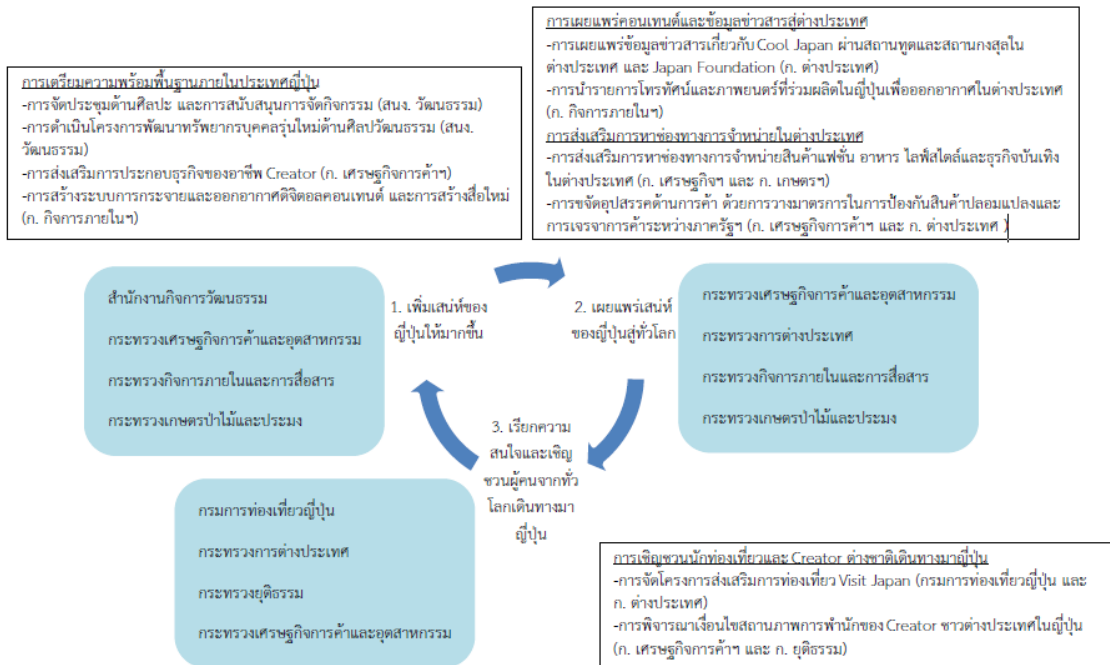 การเตรียมความพร้อมพื้นฐานภายในประเทศญี่ปุ่น
-การจัดประชุมด้านศิลปะ และการสนับสนุนการจัดกิจกรรม (สนง. วัฒนธรรม)
-การดำเนินโครงการพัฒนาทรัพยากรบุคคลรุ่นใหม่ด้านศิลปวัฒนธรรม (สนง.
วัฒนธรรม)
-การส่งเสริมการประกอบธุรกิจของอาชีพ Creator (ก. เศรษฐกิจการค้าฯ)
-การสร้างระบบการกระจายและออกอากาศดิจิตอลคอนเทนต์ และการสร้างสื่อใหม่
(ก. กิจการภายในฯ)
การเผยแพร่คอนเทนต์และข้อมูลข่าวสารสู่ต่างประเทศ
-การเผยแพร่ข้อมูลข่าวสารเกี่ยวกับ Cool Japan ผ่านสถานทูตและสถานกงสุลใน
ต่างประเทศ และ Japan Foundation (ก. ต่างประเทศ)
-การนำรายการโทรทัศน์และภาพยนตร์ที่ร่วมผลิตในญี่ปุ่นเพื่อออกอากาศในต่างประเทศ
(ก. กิจการภายในฯ)
การส่งเสริมการหาช่องทางการจำหน่ายในต่างประเทศ
-การส่งเสริมการหาช่องทางการจำหน่ายสินค้าแฟชั่น อาหาร ไลฟ์สไตล์และธุรกิจบันเทิง
ในต่างประเทศ (ก. เศรษฐกิจฯ และ ก. เกษตรฯ)
-การขจัดอุปสรรคด้านการค้า ด้วยการวางมาตรการในการป้องกันสินค้าปลอมแปลงและ
การเจรจาการค้าระหว่างภาครัฐฯ (ก. เศรษฐกิจการค้าฯ และ ก. ต่างประเทศ )
สำนักงานกิจการวัฒนธรรม
กระทรวงเศรษฐกิจการค้าและอุตสาหกรรม
กระทรวงกิจการภายในและการสื่อสาร
กระทรวงเกษตรป่าไม้และประมง
1. เพิ่มเสน่ห์ของ
ญี่ปุ่นให้มากขึ้น
2. เผยแพร่เสน่ห์
ของญี่ปุ่นสู่ทั่วโลก
กระทรวงเศรษฐกิจการค้าและอุตสาหกรรม
กระทรวงการต่างประเทศ
กระทรวงกิจการภายในและการสื่อสาร
กระทรวงเกษตรป่าไม้และประมง
3. เรียกความ
สนใจและเชิญ
ชวนผู้คนจากทั่ว
โลกเดินทางมา
ญี่ปุ่น
กรมการท่องเที่ยวญี่ปุ่น
กระทรวงการต่างประเทศ
กระทรวงยุติธรรม
กระทรวงเศรษฐกิจการค้าและอุตสาหกรรม
การเชิญชวนนักท่องเที่ยวและ Creator ต่างชาติเดินทางมาญี่ปุ่น
-การจัดโครงการส่งเสริมการท่องเที่ยว Visit Japan (กรมการท่องเที่ยวญี่ปุ่น และ
ก. ต่างประเทศ)
-การพิจารณาเงื่อนไขสถานภาพการพำนักของ Creator ชาวต่างประเทศในญี่ปุ่น
(ก. เศรษฐกิจการค้าฯ และ ก. ยุติธรรม)